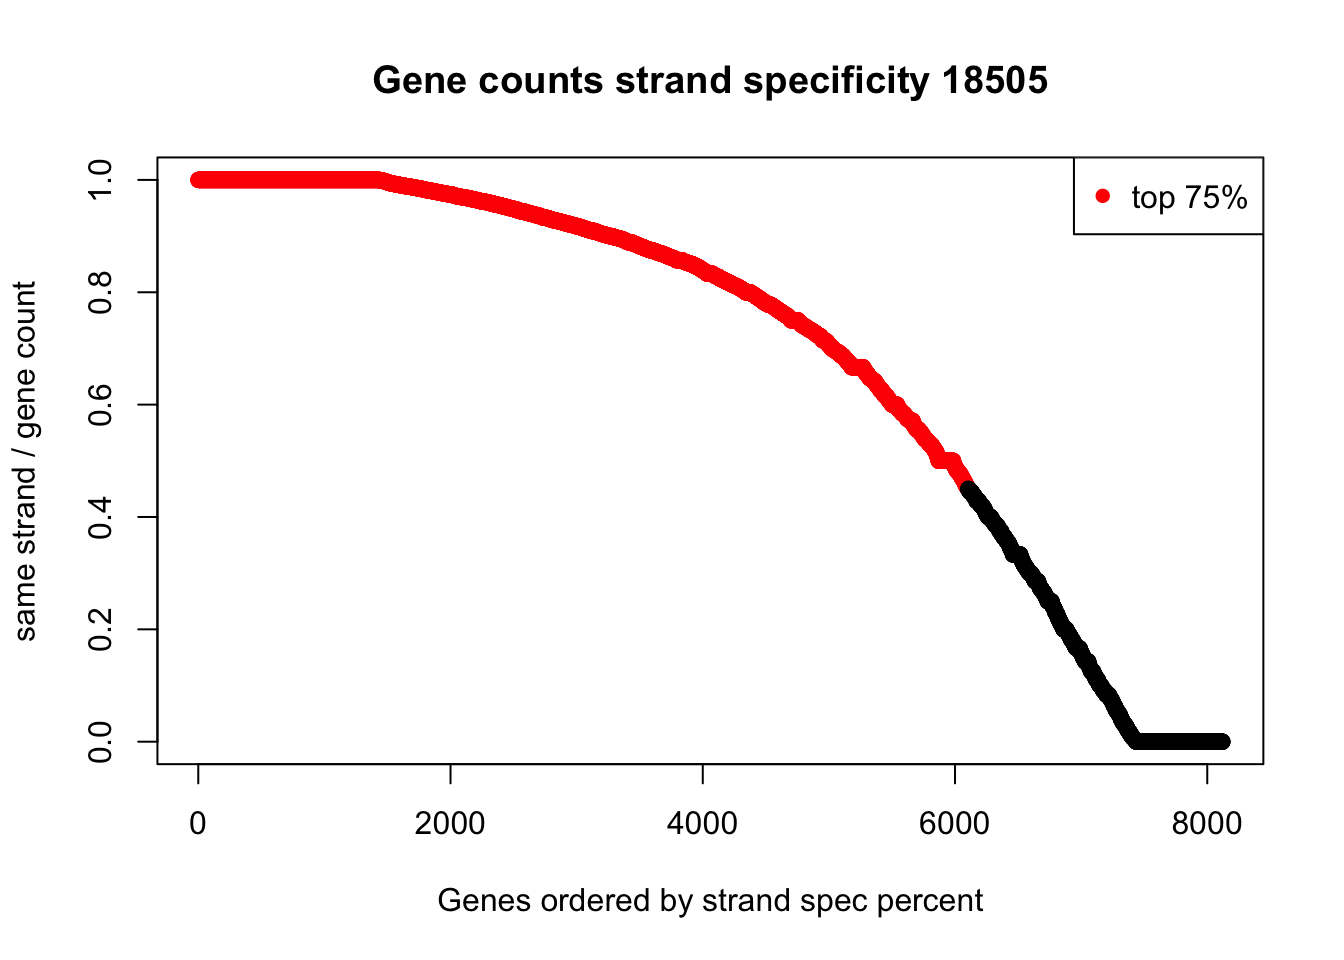 Gene counts strand specificity 18505
top 75%
same strand / gene count
1.0
0.8
0.6
0.4
0.2
0.0
0 2000 4000 6000 8000
Genes ordered by strand spec percent